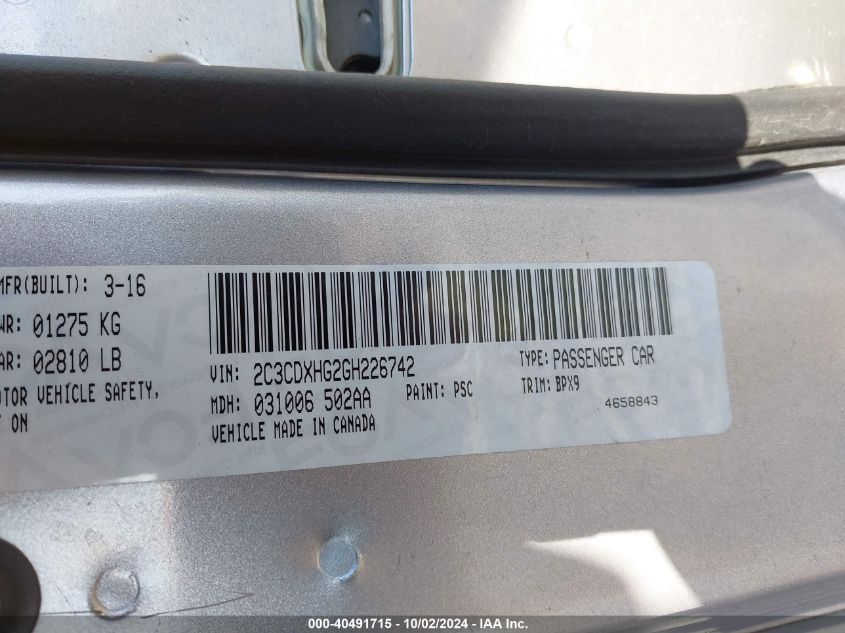 MFR(BUILT): 3-16
WR: 01275 KG
AR: 02810 LB
OTOR VEHICLE SAFETY,
T ON
VIN: 2C3CDXHG2GH226742
TYPE: PASSENGER CAR
MDH: 031006 502AA
PAINT: PSC
TRIM: BPX9
4658843
VEHICLE MADE IN CANADA
000-40491715 - 10/02/2024 - IAA Inc.